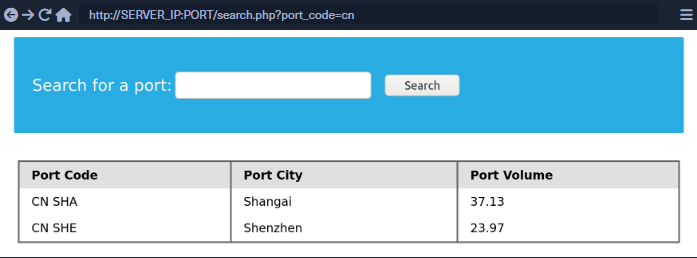 http://SERVER_IP:PORT/search.php?port_code=cn
Search for a port: Search
Port Code Port City Port Volume
CN SHA Shangai 37.13
CN SHE Shenzhen 23.97